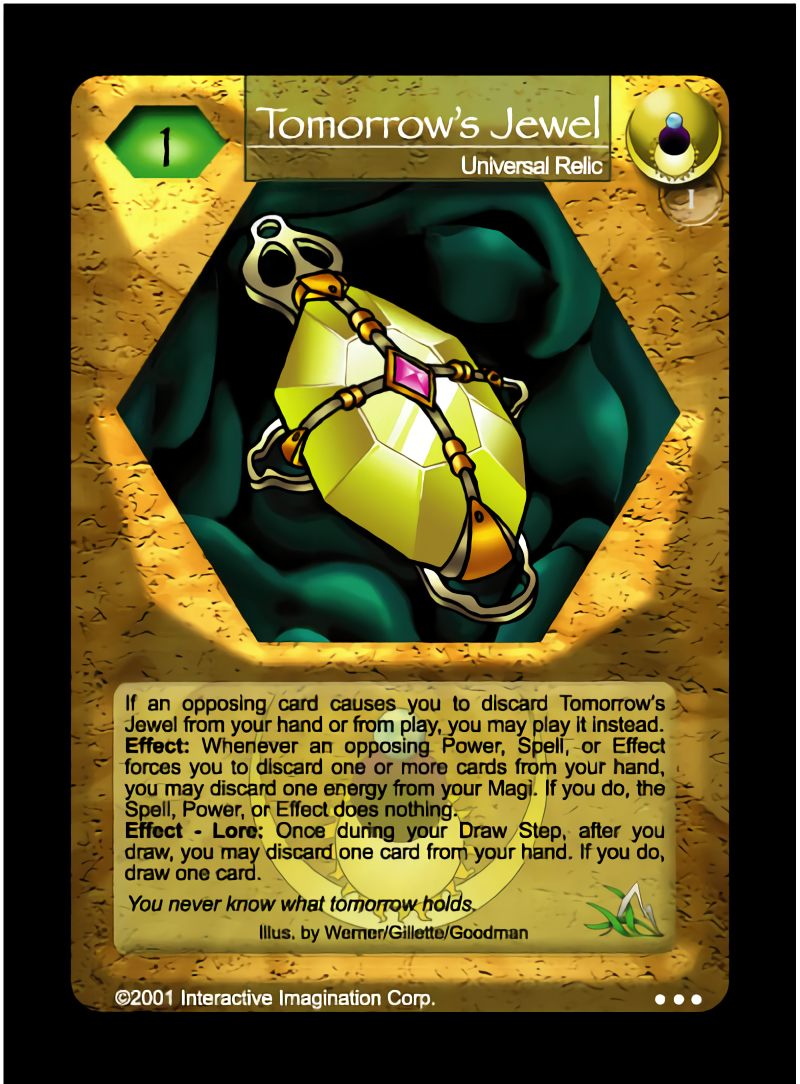 1
Tomorrow's Jewel
Universal Relic
1
If an opposing card causes you to discard Tomorrow's
Jewel from your hand or from play, you may play it instead.
Effect: Whenever an opposing Power, Spell, or Effect
forces you to discard one or more cards from your hand,
you may discard one energy from your Magi. If you do, the
Spell, Power, or Effect does nothing.
Effect - Lore: Once during your Draw Step, after you
draw, you may discard one card from your hand. If you do,
draw one card.
You never know what tomorrow holds.
Illus. by Werner/Gillette/Goodman
©2001 Interactive Imagination Corp.